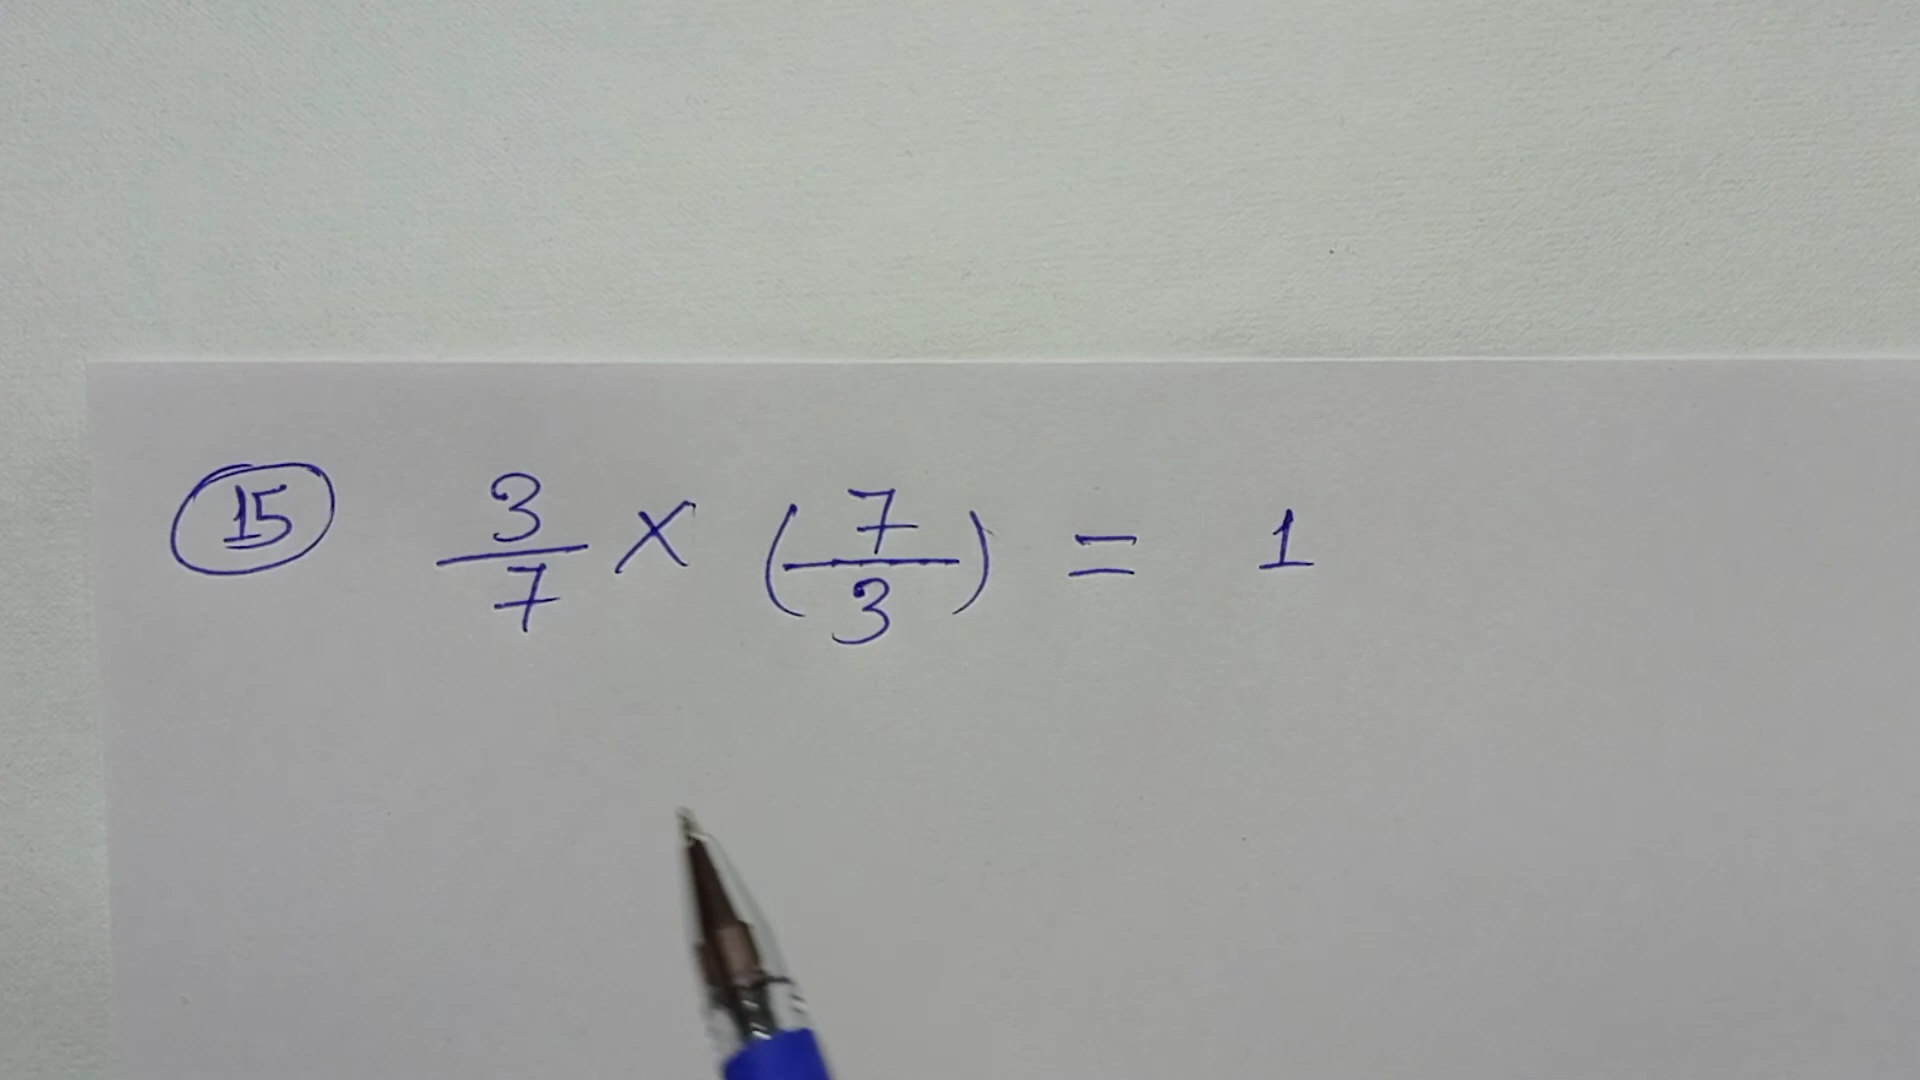 15 3/7 × (7/3) = 1